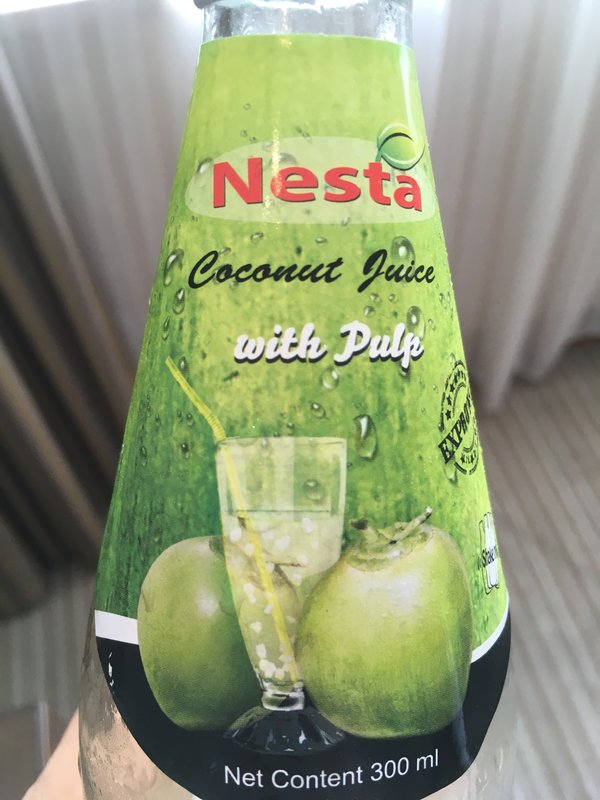 Nesta
Coconut Juice
with Pulp
Net Content 300 ml